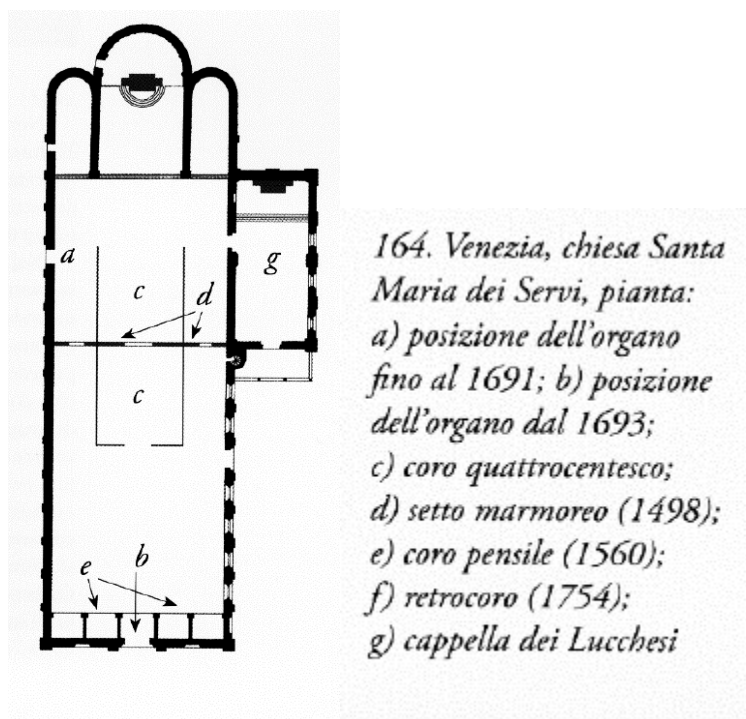 a
c
g
d
c
e
b
164. Venezia, chiesa Santa
Maria dei Servi, pianta:
a) posizione dell'organo
fino al 1691; b) posizione
dell'organo dal 1693;
c) coro quattrocentesco;
d) setto marmoreo (1498);
e) coro pensile (1560);
f) retrocoro (1754);
g) cappella dei Lucchesi